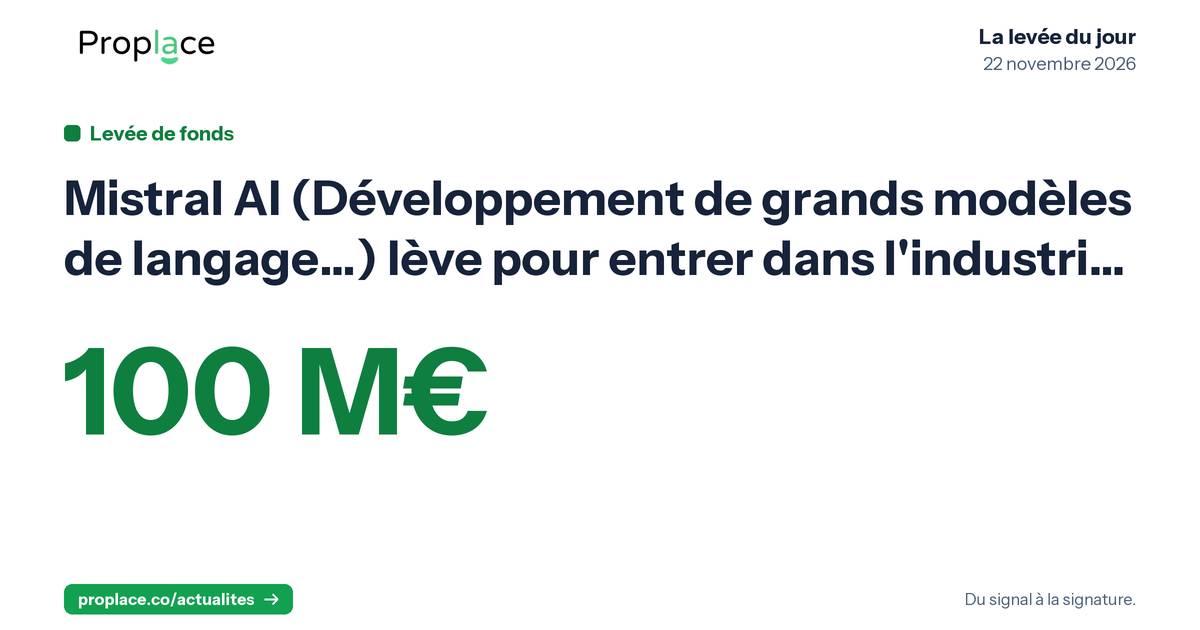 Proplace
La levée du jour
22 novembre 2026
Levée de fonds
Mistral AI (Développement de grands modèles
de langage...) lève pour entrer dans l'industri...
100 M€
proplace.co/actualites →
Du signal à la signature.